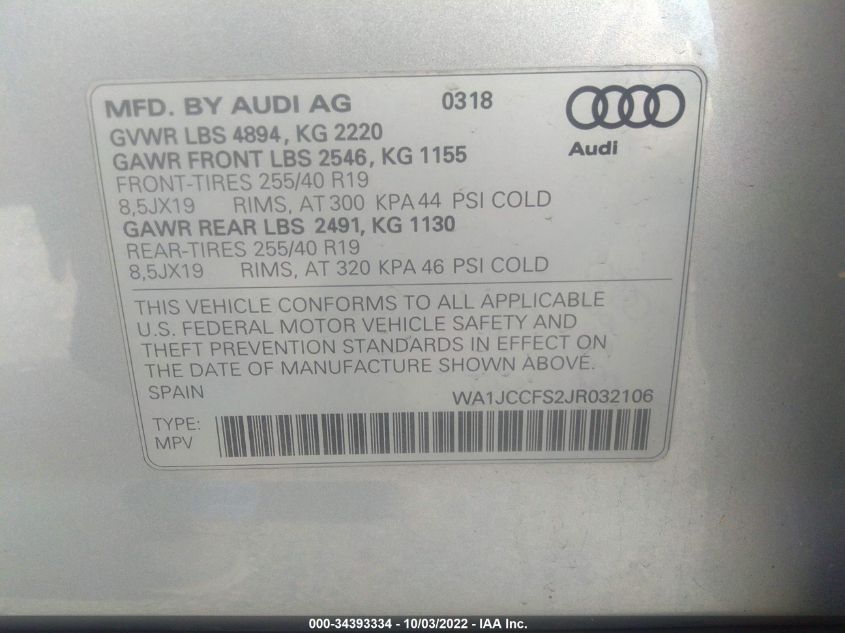 MFD. BY AUDI AG 0318
Audi
GVWR LBS 4894, KG 2220
GAWR FRONT LBS 2546, KG 1155
FRONT-TIRES 255/40 R19
8,5JX19 RIMS, AT 300 KPA 44 PSI COLD
GAWR REAR LBS 2491, KG 1130
REAR-TIRES 255/40 R19
8,5JX19 RIMS, AT 320 KPA 46 PSI COLD
THIS VEHICLE CONFORMS TO ALL APPLICABLE
U.S. FEDERAL MOTOR VEHICLE SAFETY AND
THEFT PREVENTION STANDARDS IN EFFECT ON
THE DATE OF MANUFACTURE SHOWN ABOVE.
SPAIN WA1JCCFS2JR032106
TYPE:
MPV
000-34393334 - 10/03/2022 - IAA Inc.